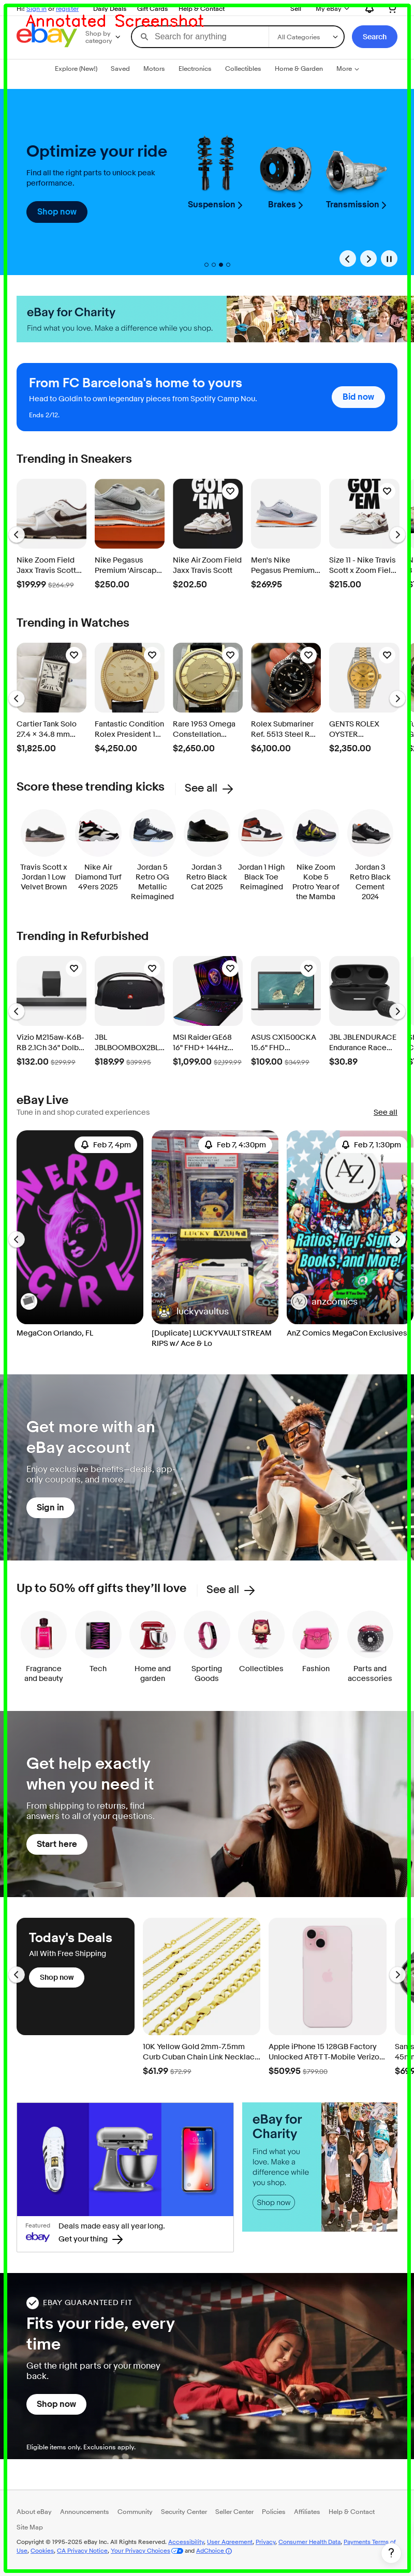 Hi! Sign in or register Daily Deals Gift Cards Help & Contact Sell My eBay
Annotated Screenshot
ebay Shop by category Search for anything All Categories Search
Explore (New!) Saved Motors Electronics Collectibles Home & Garden More
Optimize your ride
Find all the right parts to unlock peak
performance.
Shop now
Suspension Brakes Transmission
eBay for Charity
Find what you love. Make a difference while you shop.
From FC Barcelona's home to yours
Head to Goldin to own legendary pieces from Spotify Camp Nou.
Ends 2/12.
Bid now
Trending in Sneakers
GOT 'EM GOT 'EM
Nike Zoom Field Nike Pegasus Nike Air Zoom Field Men's Nike Size 11 - Nike Travis
Jaxx Travis Scott... Premium 'Airscap... Jaxx Travis Scott Pegasus Premium... Scott x Zoom Fiel...
$199.99 $264.99 $250.00 $202.50 $269.95 $215.00
Trending in Watches
Cartier Tank Solo Fantastic Condition Rare 1953 Omega Rolex Submariner GENTS ROLEX
27.4 × 34.8 mm... Rolex President 1... Constellation... Ref. 5513 Steel R... OYSTER...
$1,825.00 $4,250.00 $2,650.00 $6,100.00 $2,350.00
Score these trending kicks See all
Travis Scott x Nike Air Jordan 5 Jordan 3 Jordan 1 High Nike Zoom Jordan 3
Jordan 1 Low Diamond Turf Retro OG Retro Black Black Toe Kobe 5 Retro Black
Velvet Brown 49ers 2025 Metallic Cat 2025 Reimagined Protro Year of Cement
Reimagined the Mamba 2024
Trending in Refurbished
Vizio M215aw-K6B- JBL MSI Raider GE68 ASUS CX1500CKA JBL JBLENDURACE
RB 2.1Ch 36" Dolb... JBLBOOMBOX2BL... 16" FHD+ 144Hz... 15.6" FHD... Endurance Race...
$132.00 $299.99 $189.99 $399.95 $1,099.00 $2,199.99 $109.00 $349.99 $30.89
eBay Live
Tune in and shop curated experiences See all
Feb 7, 4pm Feb 7, 4:30pm Feb 7, 1:30pm
NERDY GIRL
LUCKY VAULT
AZ
Ratios, Key, Sign
Books, and More!
luckyvaultus anzcomics
MegaCon Orlando, FL [Duplicate] LUCKYVAULT STREAM AnZ Comics MegaCon Exclusives
RIPS w/ Ace & Lo
Get more with an
eBay account
Enjoy exclusive benefits—deals, app-
only coupons, and more.
Sign in
Up to 50% off gifts they'll love See all
Fragrance Tech Home and Sporting Collectibles Fashion Parts and
and beauty garden Goods accessories
Get help exactly
when you need it
From shipping to returns, find
answers to all of your questions.
Start here
Today's Deals
All With Free Shipping
Shop now
10K Yellow Gold 2mm-7.5mm Apple iPhone 15 128GB Factory
Curb Cuban Chain Link Necklac... Unlocked AT&T T-Mobile Verizo...
$61.99 $72.99 $509.95 $799.00
eBay for
Charity
Find what you
love. Make a
difference while
you shop.
Shop now
Featured Deals made easy all year long.
ebay Get your thing
EBAY GUARANTEED FIT
Fits your ride, every
time
Get the right parts or your money
back.
Shop now
Eligible items only. Exclusions apply.
About eBay Announcements Community Security Center Seller Center Policies Affiliates Help & Contact
Site Map
Copyright © 1995-2025 eBay Inc. All Rights Reserved. Accessibility, User Agreement, Privacy, Consumer Health Data, Payments Terms of
Use, Cookies, CA Privacy Notice, Your Privacy Choices and AdChoice
?